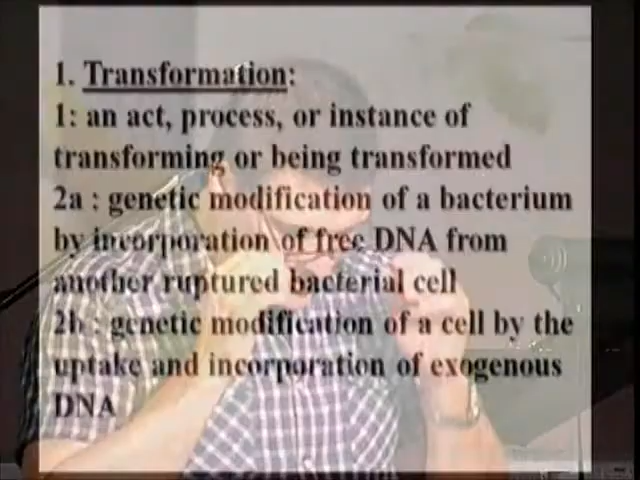 1. Transformation:
1: an act, process, or instance of
transforming or being transformed
2a : genetic modification of a bacterium
by incorporation of free DNA from
another ruptured bacterial cell
2b : genetic modification of a cell by the
uptake and incorporation of exogenous
DNA